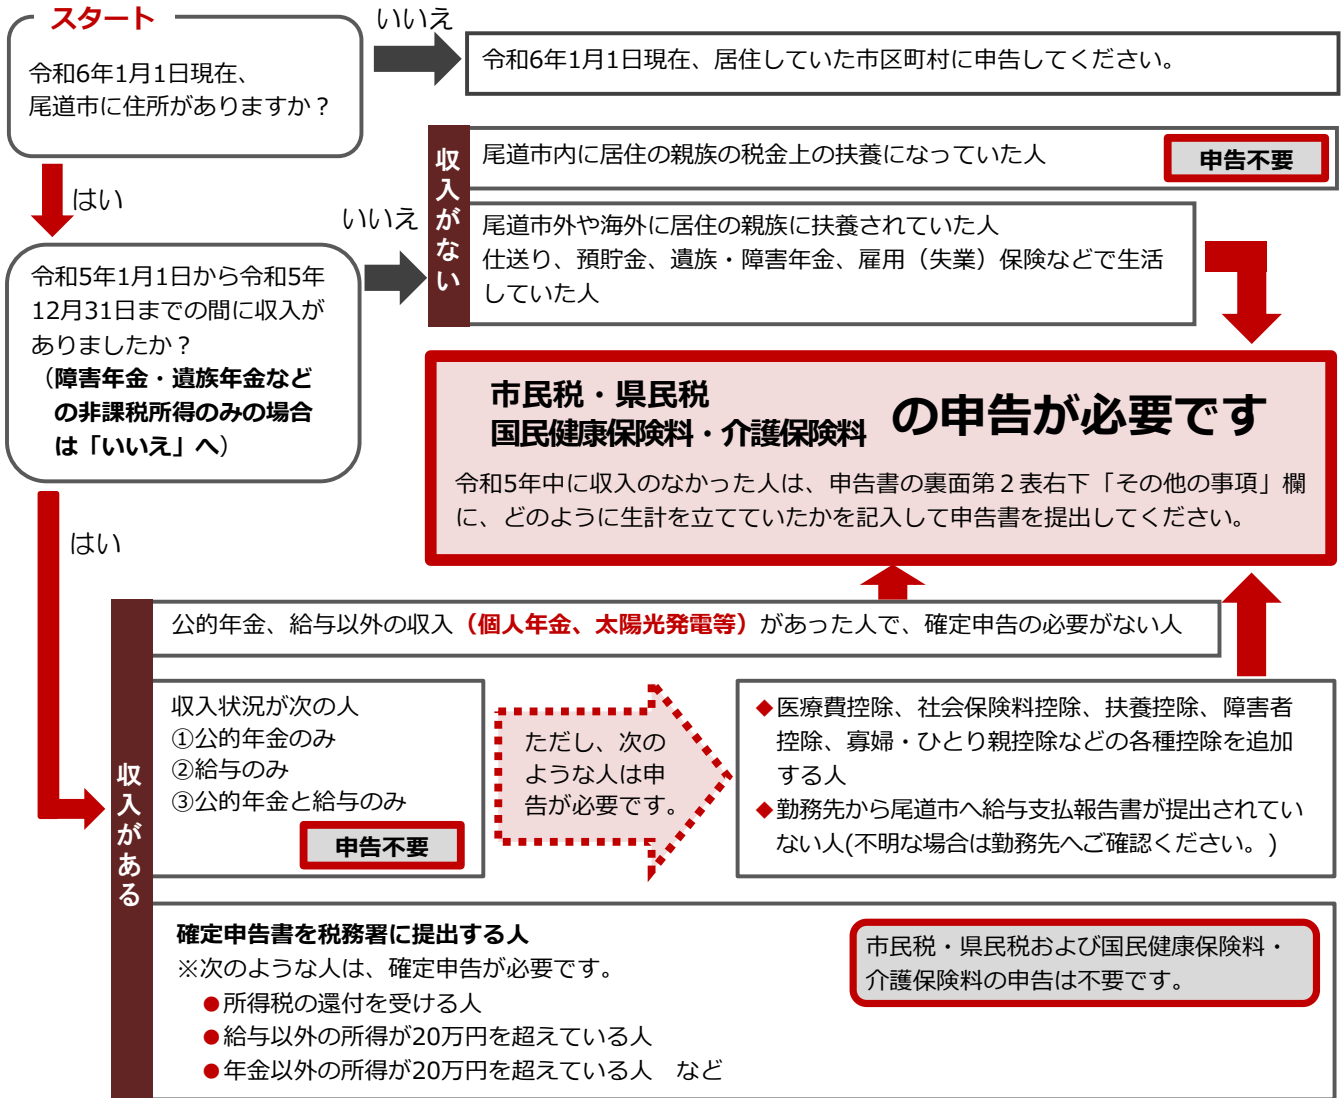 スタート
令和6年1月1日現在、
尾道市に住所がありますか？
いいえ
令和6年1月1日現在、居住していた市区町村に申告してください。
はい
令和5年1月1日から令和5年
12月31日までの間に収入が
ありましたか？
（障害年金・遺族年金など
の非課税所得のみの場合
は「いいえ」へ）
いいえ
収入がない
尾道市内に居住の親族の税金上の扶養になっていた人
申告不要
尾道市外や海外に居住の親族に扶養されていた人
仕送り、預貯金、遺族・障害年金、雇用（失業）保険などで生活
していた人
市民税・県民税
国民健康保険料・介護保険料
の申告が必要です
令和5年中に収入のなかった人は、申告書の裏面第２表右下「その他の事項」欄
に、どのように生計を立てていたかを記入して申告書を提出してください。
はい
収入がある
公的年金、給与以外の収入（個人年金、太陽光発電等）があった人で、確定申告の必要がない人
収入状況が次の人
①公的年金のみ
②給与のみ
③公的年金と給与のみ
申告不要
ただし、次の
ような人は申
告が必要です。
◆医療費控除、社会保険料控除、扶養控除、障害者
控除、寡婦・ひとり親控除などの各種控除を追加
する人
◆勤務先から尾道市へ給与支払報告書が提出されてい
ない人(不明な場合は勤務先へご確認ください。)
確定申告書を税務署に提出する人
※次のような人は、確定申告が必要です。
●所得税の還付を受ける人
●給与以外の所得が20万円を超えている人
●年金以外の所得が20万円を超えている人　など
市民税・県民税および国民健康保険料・
介護保険料の申告は不要です。